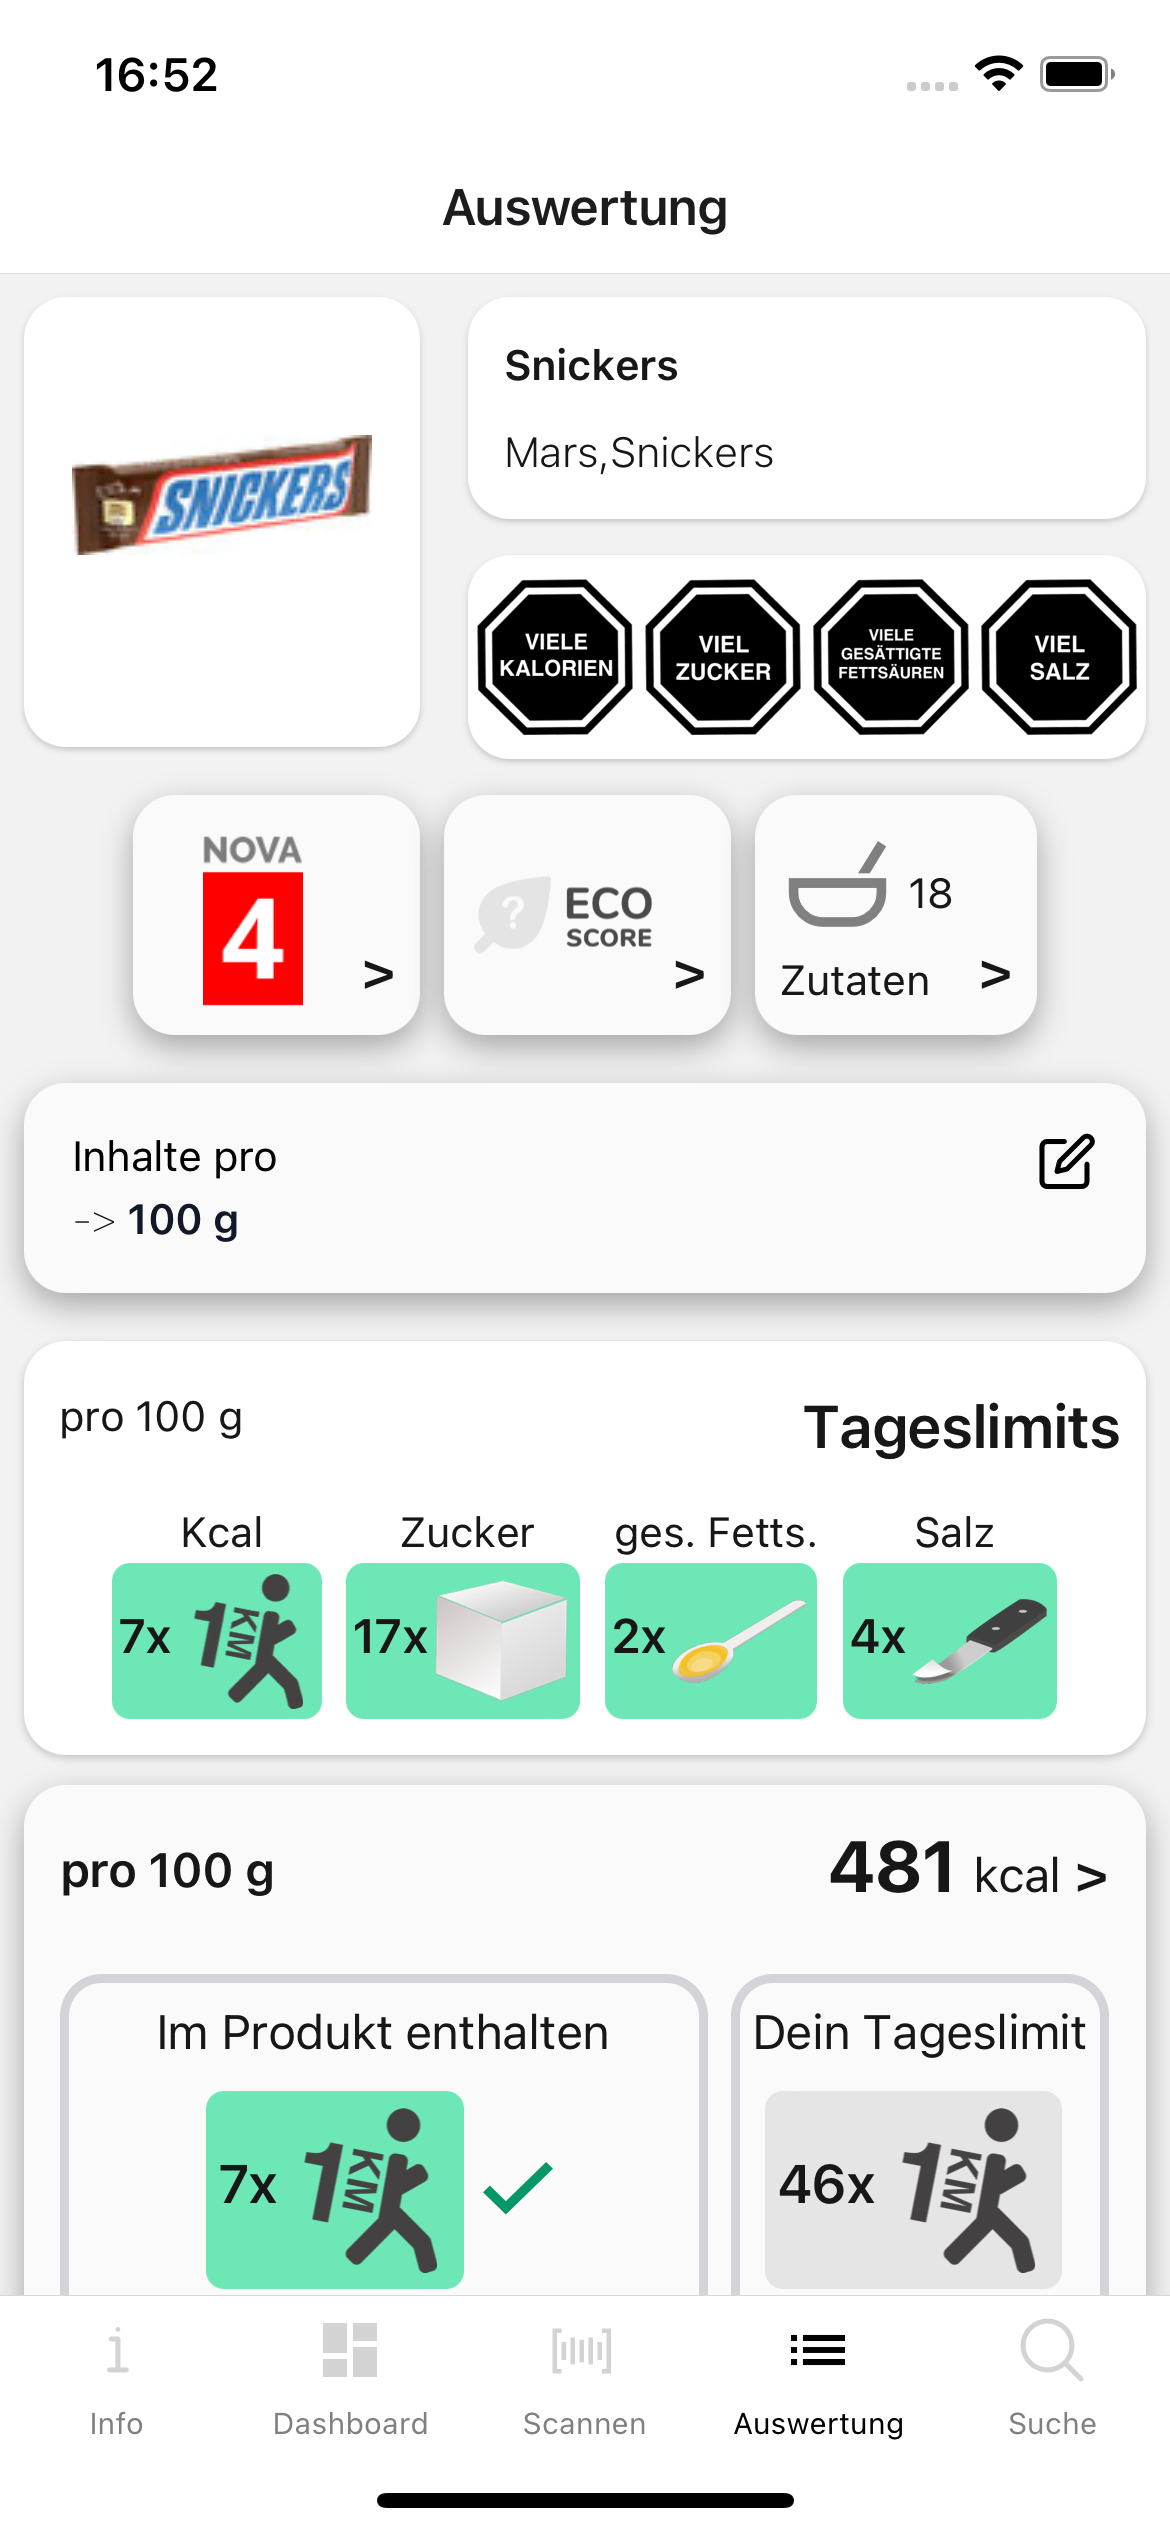 16:52
Auswertung
SNICKERS
Snickers
Mars,Snickers
VIELE
KALORIEN
VIEL
ZUCKER
VIELE
GESÄTTIGTE
FETTSÄUREN
VIEL
SALZ
NOVA
4
>
?
ECO
SCORE
>
18
Zutaten
>
Inhalte pro
-> 100 g
pro 100 g
Tageslimits
Kcal
Zucker
ges. Fetts.
Salz
7x 1 KM
17x
2x
4x
pro 100 g
481 kcal >
Im Produkt enthalten
7x 1 KM
Dein Tageslimit
46x 1 KM
Info
Dashboard
Scannen
Auswertung
Suche